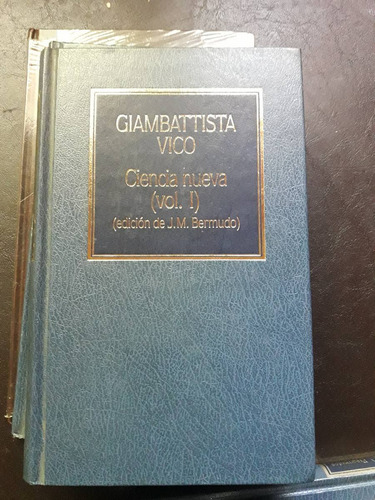 GIAMBATTISTA
VICO
Ciencia nueva
(vol. I)
(edición de J.M. Bermudo)